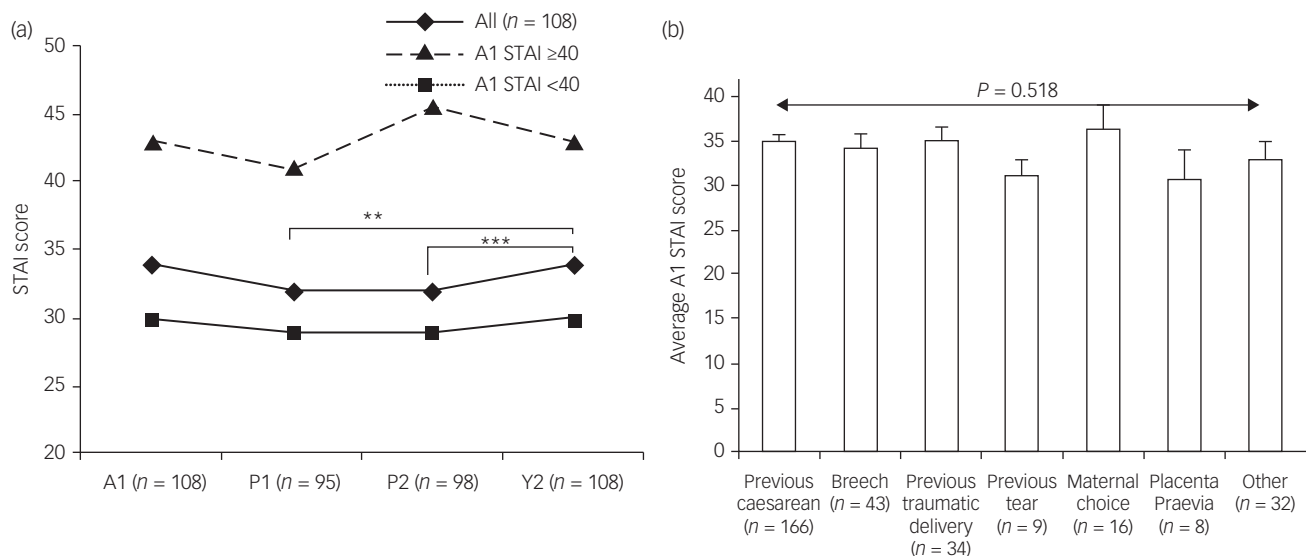 (a)
All (n = 108)
A1 STAI ≥40
A1 STAI <40
STAI score
50
45
40
35
30
25
20
**
***
A1 (n = 108)
P1 (n = 95)
P2 (n = 98)
Y2 (n = 108)
(b)
P = 0.518
Average A1 STAI score
40
35
30
25
20
15
10
5
0
Previous
caesarean
(n = 166)
Breech
(n = 43)
Previous
traumatic
delivery
(n = 34)
Previous
tear
(n = 9)
Maternal
choice
(n = 16)
Placenta
Praevia
(n = 8)
Other
(n = 32)